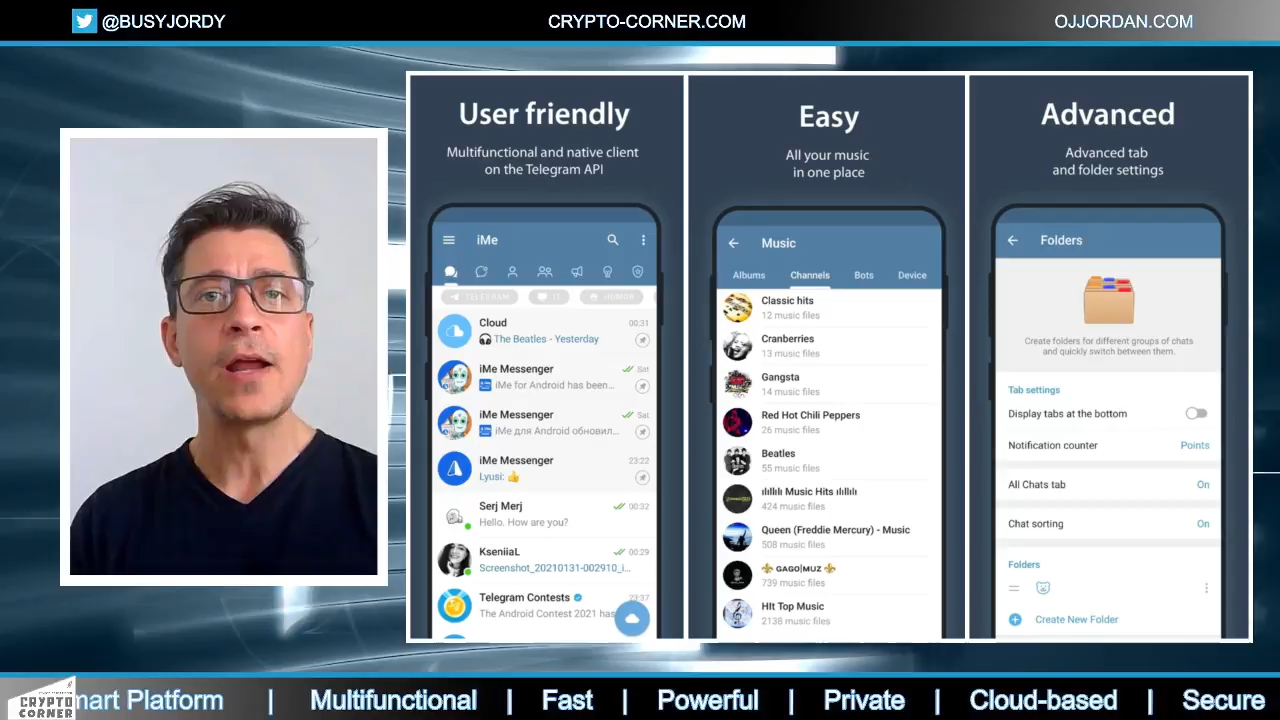 @BUSYJORDY
CRYPTO-CORNER.COM
OJJORDAN.COM
User friendly
Multifunctional and native client
on the Telegram API
iMe
TELEGRAM
IT
HUMOR
Cloud
00:31
The Beatles - Yesterday
iMe Messenger
Sat
iMe for Android has been...
iMe Messenger
Sat
iMe для Android обновил...
iMe Messenger
23:22
Lyusi: 👍
Serj Merj
00:32
Hello. How are you?
KseniiaL
00:29
Screenshot_20210131-002910_i...
Telegram Contests
23:37
The Android Contest 2021 has
Easy
All your music
in one place
Music
Albums
Channels
Bots
Device
Classic hits
12 music files
Cranberries
13 music files
Gangsta
14 music files
Red Hot Chili Peppers
26 music files
Beatles
55 music files
ılıllılı Music Hits ılıllılı
424 music files
Queen (Freddie Mercury) - Music
508 music files
⚜ GAGO|MUZ ⚜
739 music files
HIt Top Music
2138 music files
Advanced
Advanced tab
and folder settings
Folders
Create folders for different groups of chats
and quickly switch between them.
Tab settings
Display tabs at the bottom
Notification counter
Points
All Chats tab
On
Chat sorting
On
Folders
Create New Folder
CRYPTO
CORNER
mart Platform | Multifunctional | Fast | Powerful | Private | Cloud-based | Secure